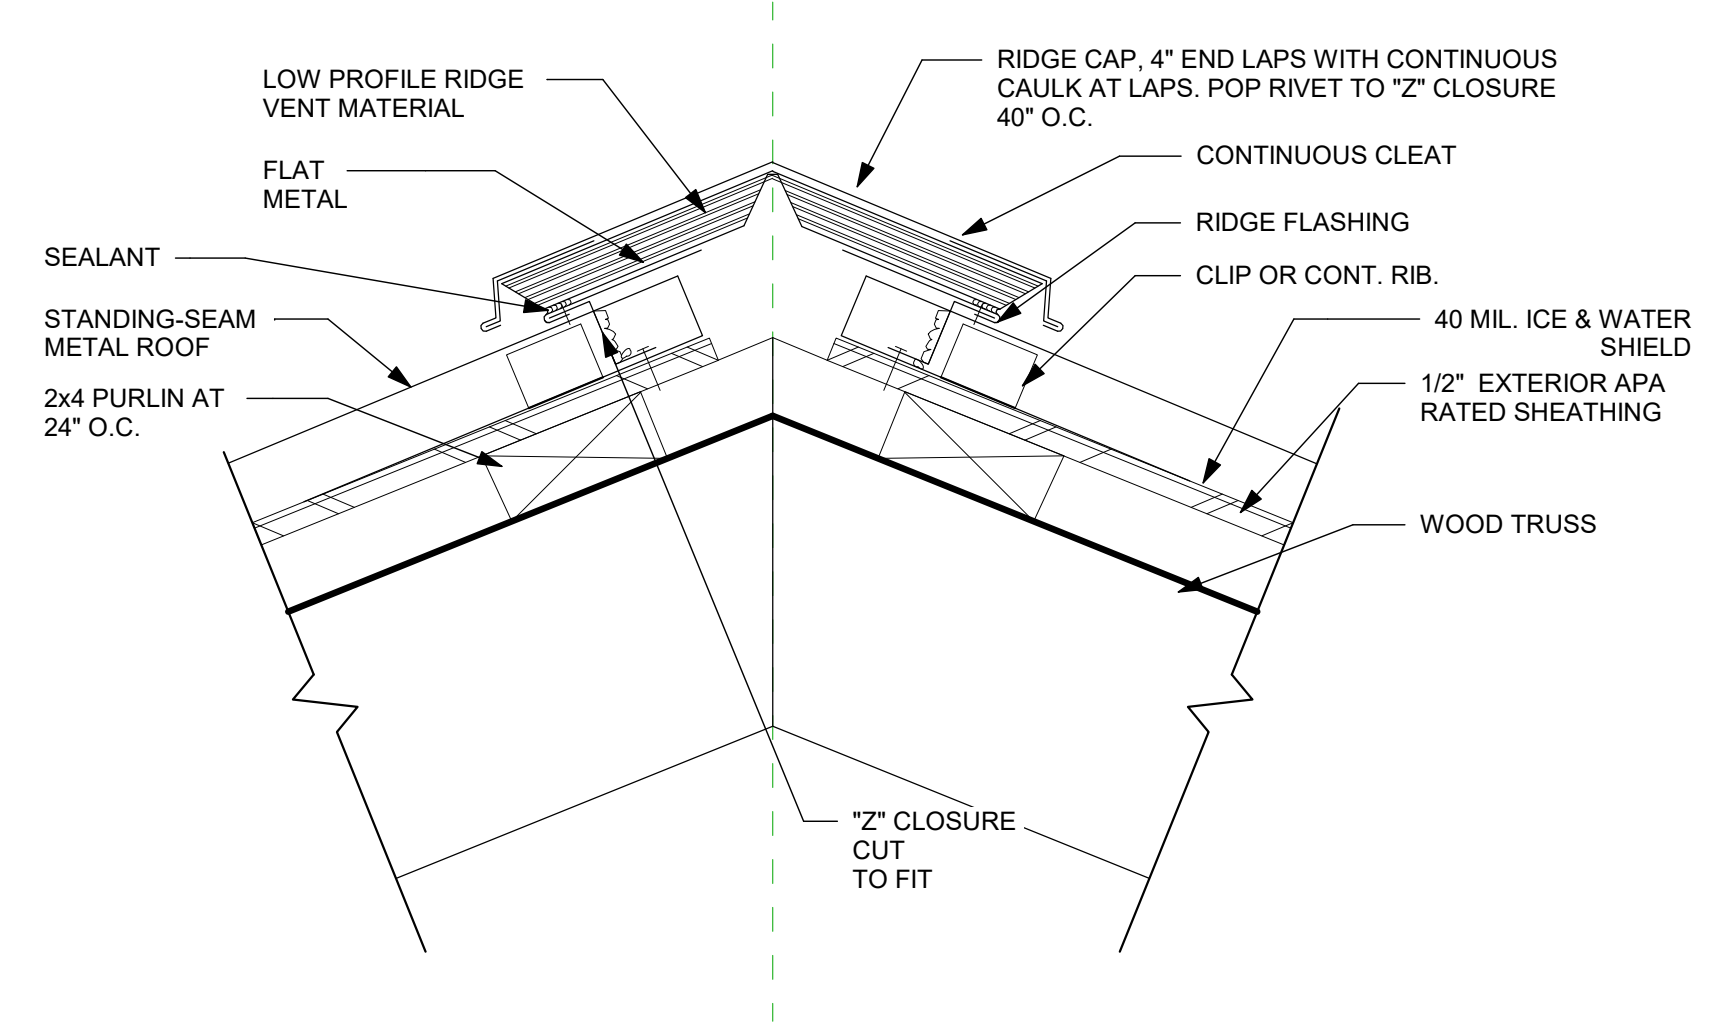 LOW PROFILE RIDGE
VENT MATERIAL
FLAT
METAL
SEALANT
STANDING-SEAM
METAL ROOF
2x4 PURLIN AT
24" O.C.
RIDGE CAP, 4" END LAPS WITH CONTINUOUS
CAULK AT LAPS. POP RIVET TO "Z" CLOSURE
40" O.C.
CONTINUOUS CLEAT
RIDGE FLASHING
CLIP OR CONT. RIB.
40 MIL. ICE & WATER
SHIELD
1/2" EXTERIOR APA
RATED SHEATHING
WOOD TRUSS
"Z" CLOSURE
CUT
TO FIT